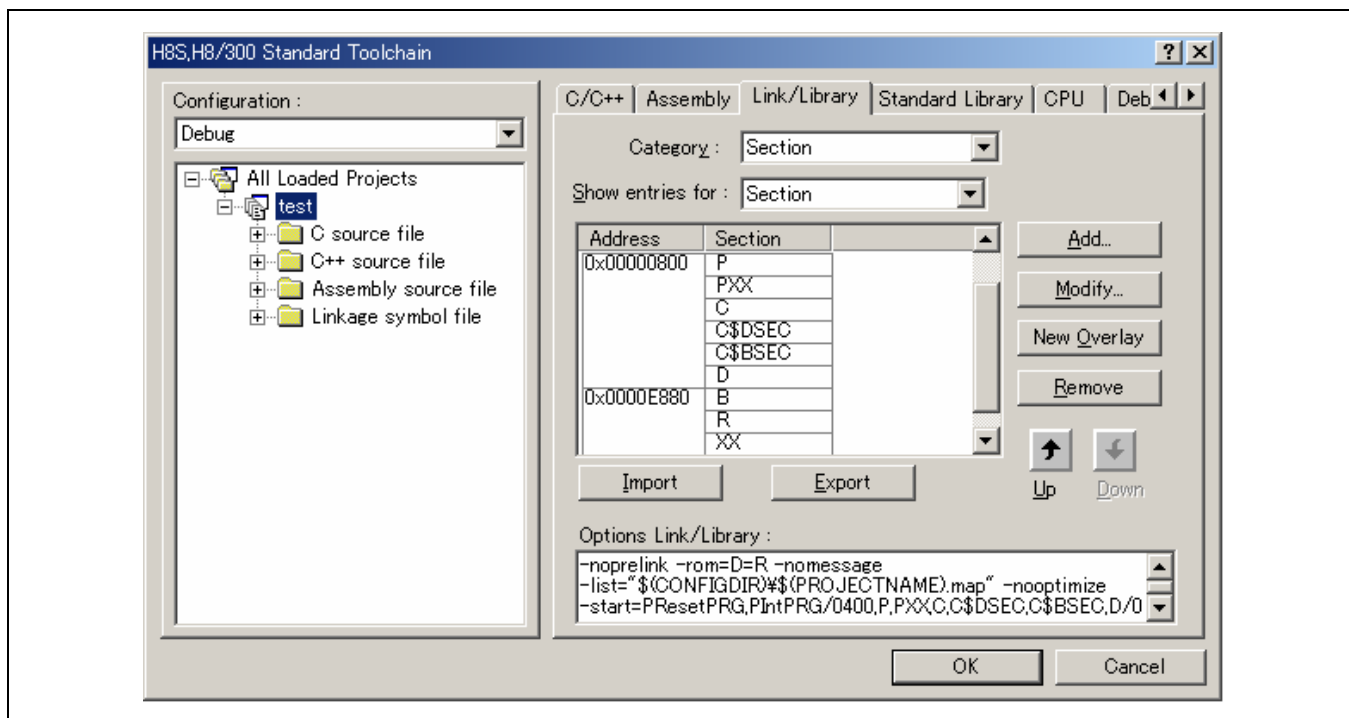 H8S,H8/300 Standard Toolchain
Configuration :
Debug
All Loaded Projects
test
C source file
C++ source file
Assembly source file
Linkage symbol file
C/C++ Assembly Link/Library Standard Library CPU Deb
Category : Section
Show entries for : Section
Address Section
0x00000800 P
PXX
C
C$DSEC
C$BSEC
D
0x0000E880 B
R
XX
Add...
Modify...
New Overlay
Remove
Up Down
Import Export
Options Link/Library :
-noprelink -rom=D=R -nomessage
-list="$(CONFIGDIR)¥$(PROJECTNAME).map" -nooptimize
-start=PResetPRG,PIntPRG/0400,P,PXX,C,C$DSEC,C$BSEC,D/0
OK Cancel